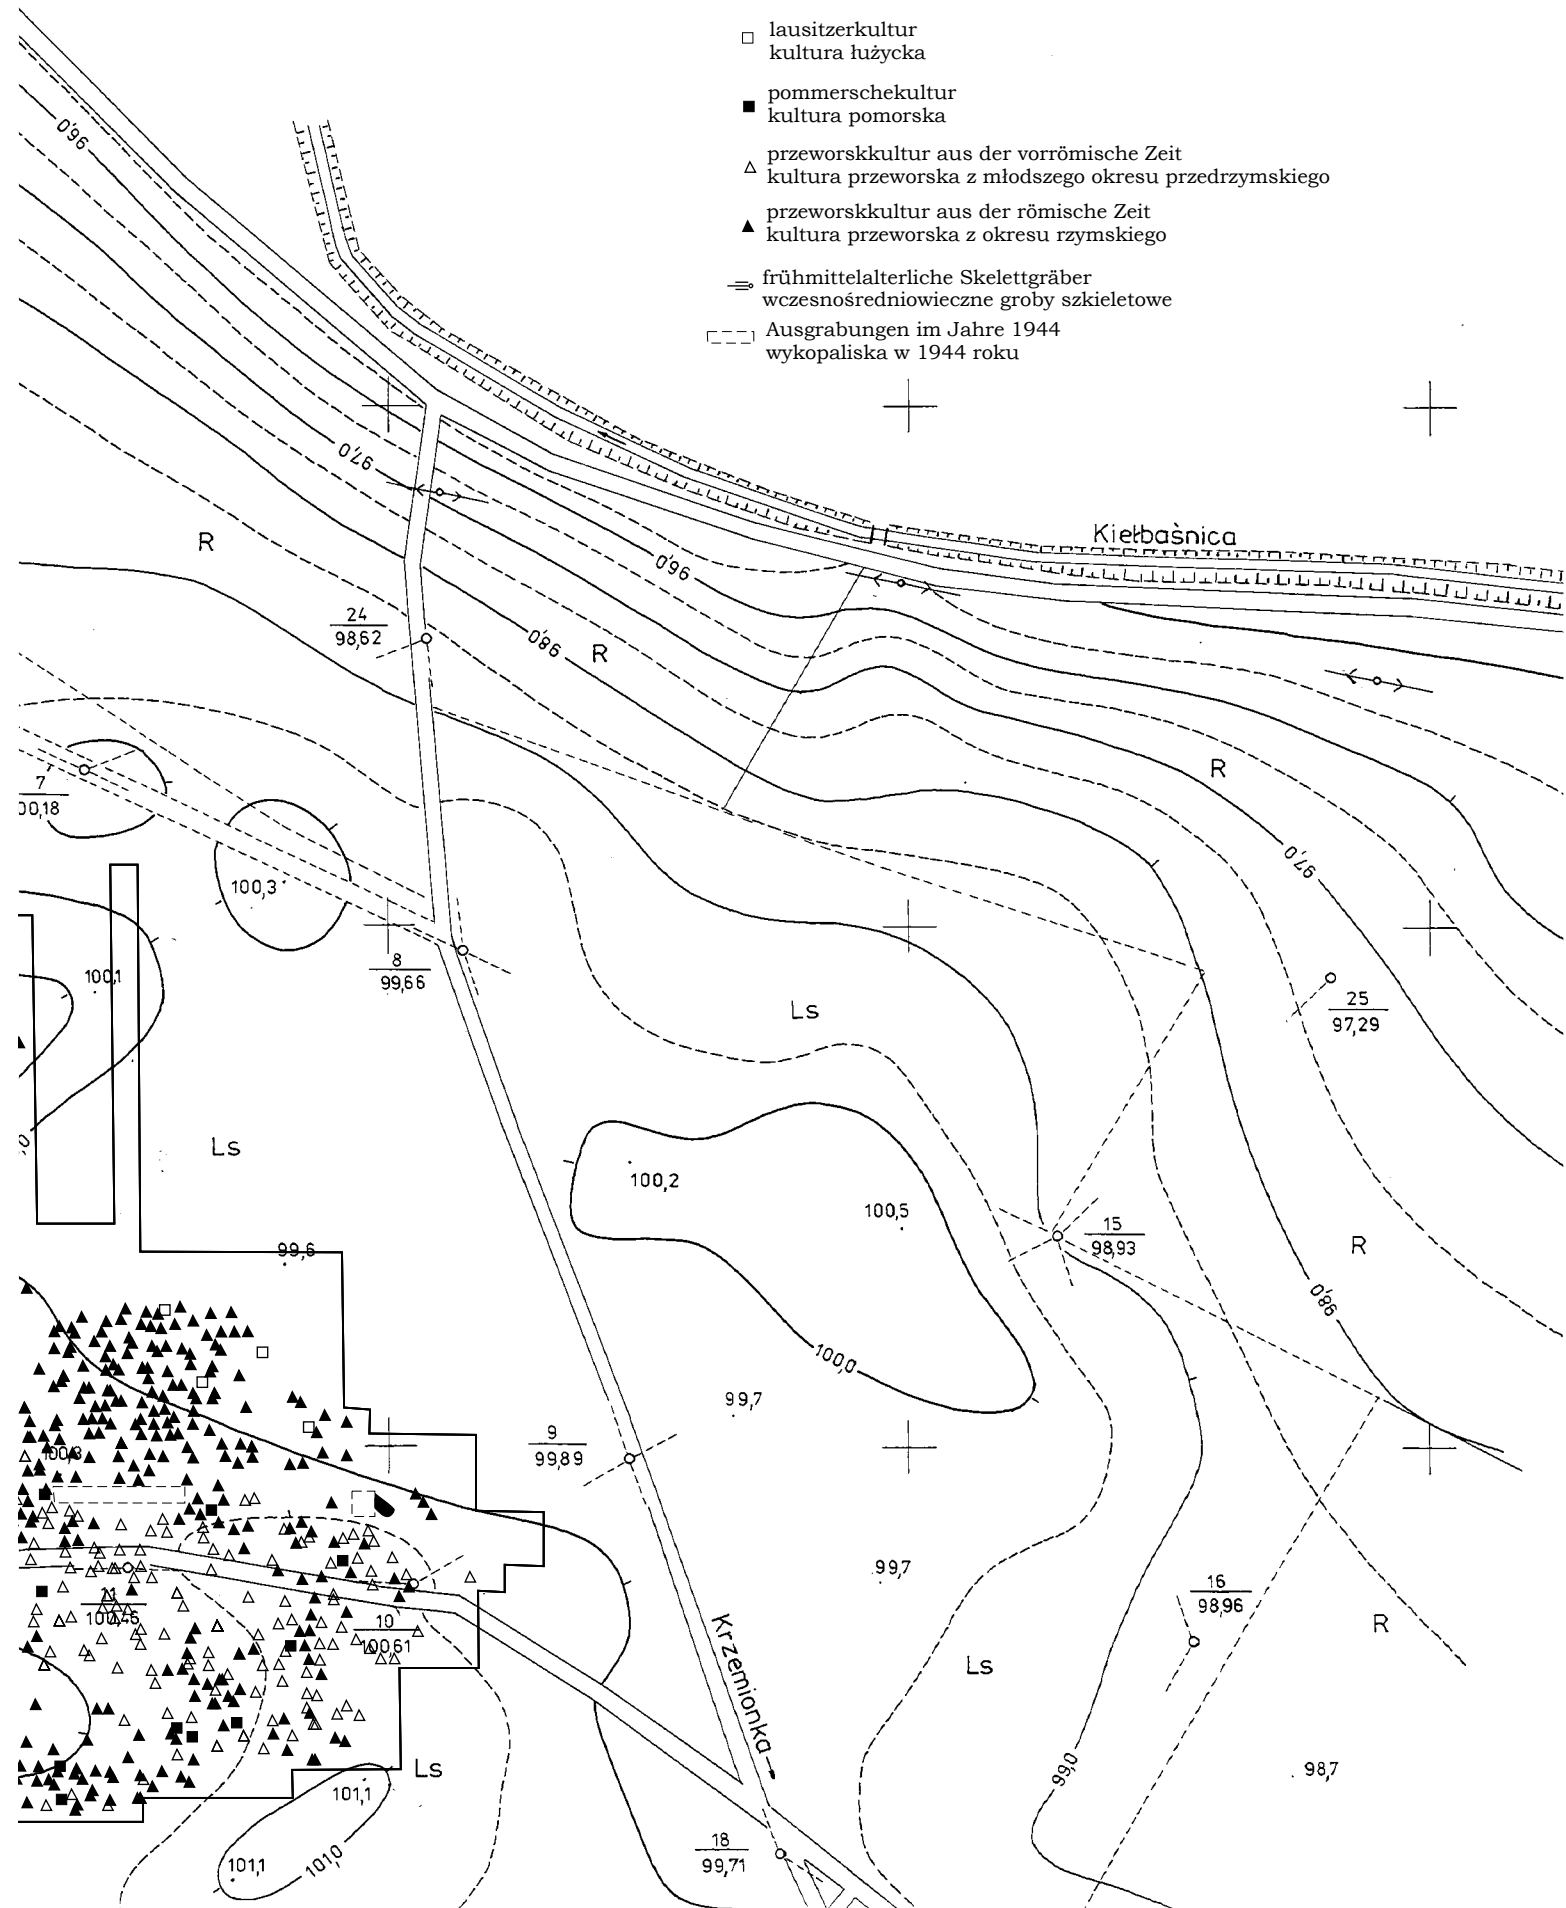 lausitzerkultur
kultura łużycka
pommerschekultur
kultura pomorska
przeworskkultur aus der vorrömische Zeit
kultura przeworska z młodszego okresu przedrzymskiego
przeworskkultur aus der römische Zeit
kultura przeworska z okresu rzymskiego
frühmittelalterliche Skelettgräber
wczesnośredniowieczne groby szkieletowe
Ausgrabungen im Jahre 1944
wykopaliska w 1944 roku
96,0
97,0
R
Kiełbaśnica
96,0
24
98,62
98,0
R
R
7
00,18
97,0
100,3
8
99,66
100,1
Ls
25
97,29
Ls
100,2
100,5
15
98,93
R
99,6
98,0
100,0
99,7
9
99,89
100,3
99,7
11
100,46
10
100,61
16
98,96
R
Krzemionka
Ls
Ls
99,0
98,7
101,1
18
99,71
101,1
101,0